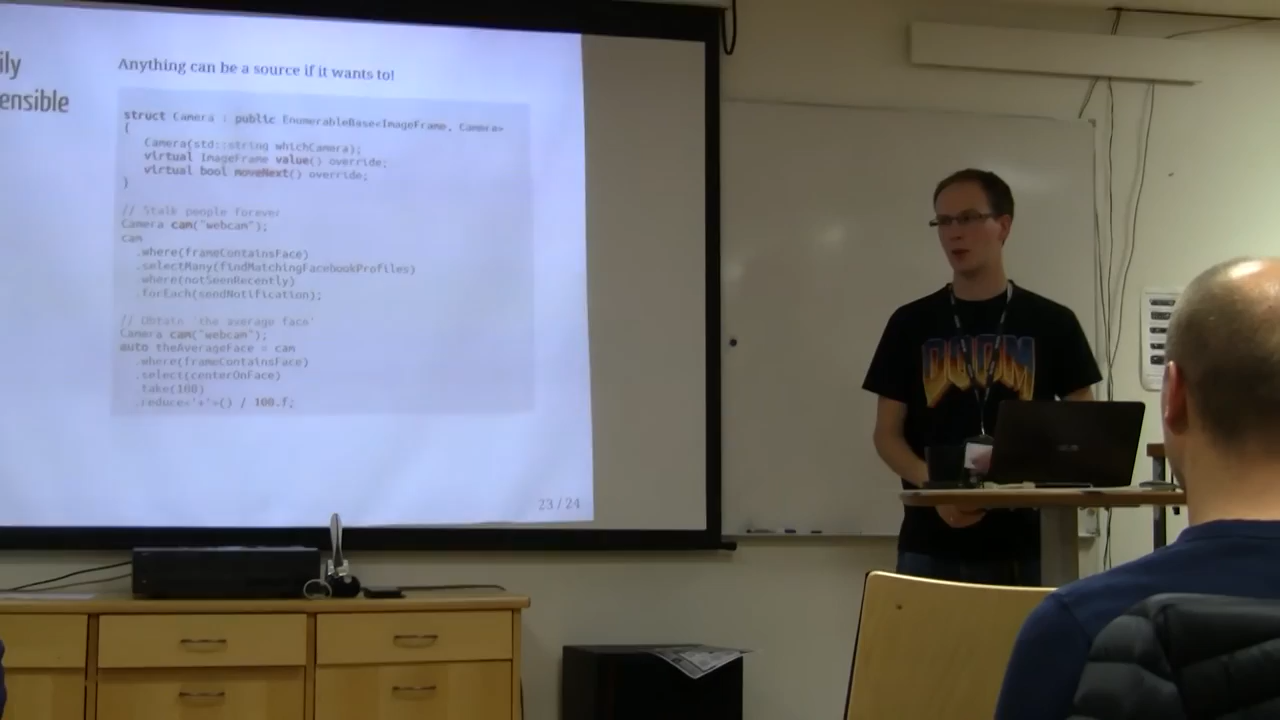 ily
ensible
Anything can be a source if it wants to!
struct Camera : public EnumerableBase<ImageFrame, Camera>
{
Camera(std::string whichCamera);
virtual ImageFrame value() override;
virtual bool moveNext() override;
}
// Stalk people forever
Camera cam("webcam");
cam
.where(frameContainsFace)
.selectMany(findMatchingFacebookProfiles)
.where(notSeenRecently)
.forEach(sendNotification);
// Obtain 'the average face'
Camera cam("webcam");
auto theAverageFace = cam
.where(frameContainsFace)
.select(centerOnFace)
.take(100)
.reduce<'+'>() / 100.f;
23 / 24
DOOM